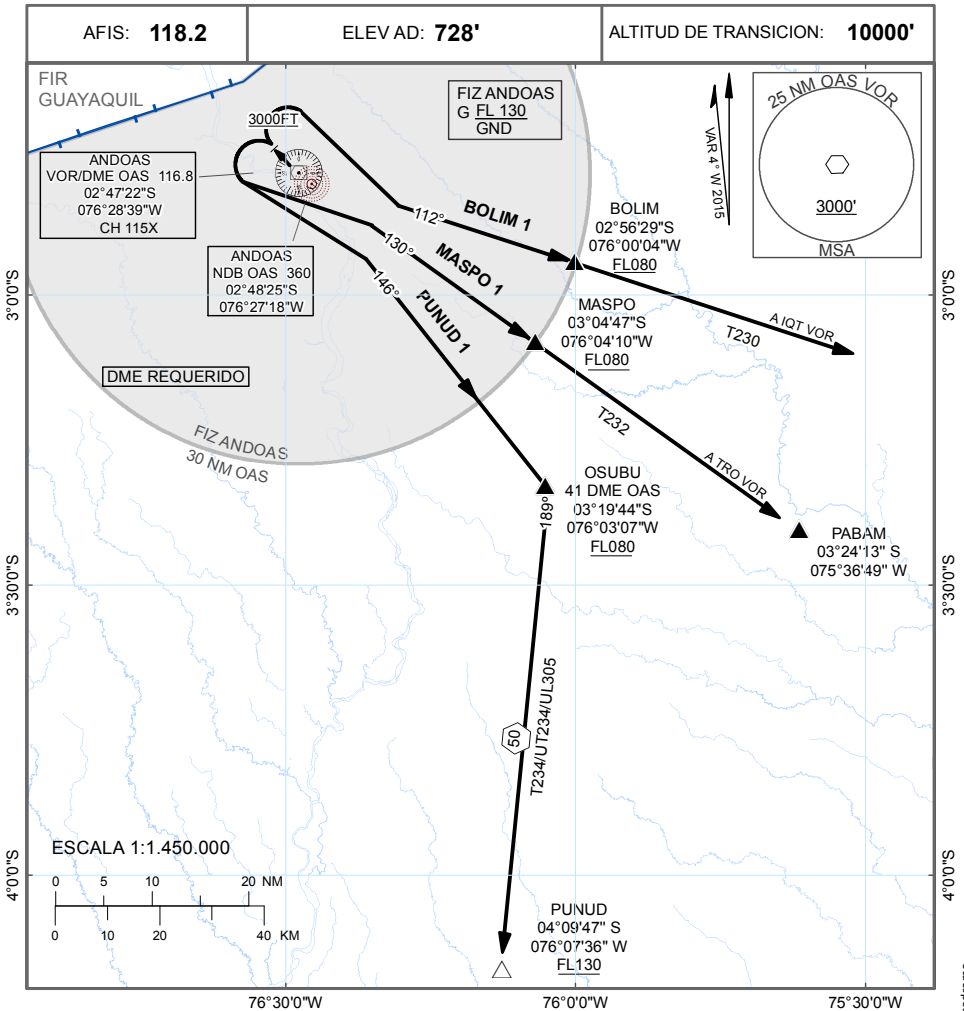 AFIS: 118.2
ELEV AD: 728'
ALTITUD DE TRANSICION: 10000'
FIR
GUAYAQUIL
3000FT
FIZ ANDOAS
G FL 130
GND
VAR 4° W 2015
25 NM OAS VOR
3000'
MSA
ANDOAS
VOR/DME OAS 116.8
02°47'22"S
076°28'39"W
CH 115X
ANDOAS
NDB OAS 360
02°48'25"S
076°27'18"W
112°
BOLIM 1
130°
MASPO 1
146°
PUNUD 1
BOLIM
02°56'29"S
076°00'04"W
FL080
MASPO
03°04'47"S
076°04'10"W
FL080
A IQT VOR
T230
3°0'0"S
3°0'0"S
DME REQUERIDO
FIZ ANDOAS
30 NM OAS
T232
A TRO VOR
OSUBU
41 DME OAS
03°19'44"S
076°03'07"W
FL080
189º
PABAM
03°24'13" S
075°36'49" W
3°30'0"S
3°30'0"S
50
T234/UT234/UL305
ESCALA 1:1.450.000
0 5 10 20 NM
0 10 20 40 KM
4°0'0"S
4°0'0"S
PUNUD
04°09'47" S
076°07'36" W
FL130
76°30'0"W
76°0'0"W
75°30'0"W